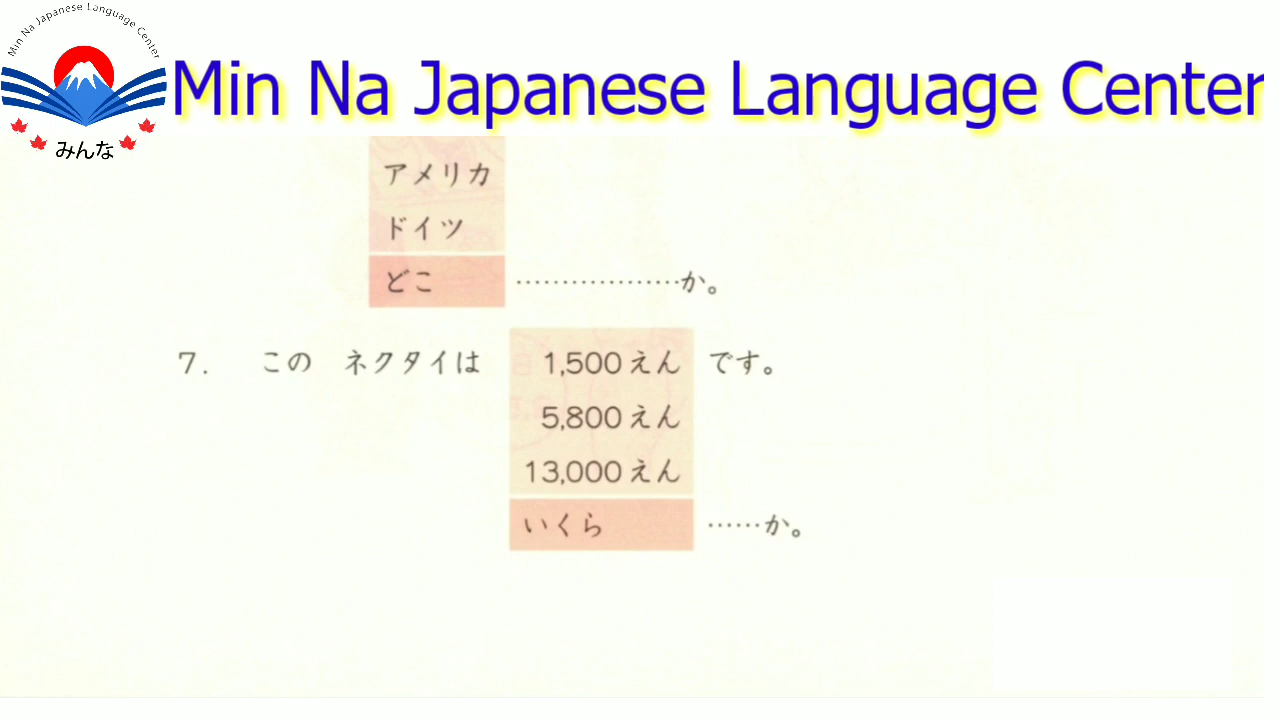 Min Na Japanese Language Center
みんな
Min Na Japanese Language Center
アメリカ
ドイツ
どこ ………………か。
7. この ネクタイは 1,500えん です。
5,800えん
13,000えん
いくら ……か。